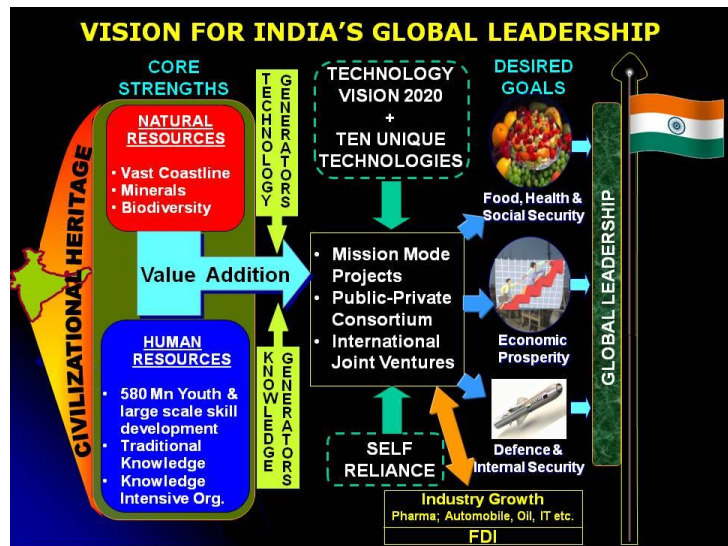 VISION FOR INDIA'S GLOBAL LEADERSHIP
CORE
STRENGTHS
CIVILIZATIONAL HERITAGE
NATURAL
RESOURCES
• Vast Coastline
• Minerals
• Biodiversity
Value Addition
HUMAN
RESOURCES
• 580 Mn Youth &
large scale skill
development
• Traditional
Knowledge
• Knowledge
Intensive Org.
TECHNOLOGY
GENERATORS
KNOWLEDGE
GENERATORS
TECHNOLOGY
VISION 2020
+
TEN UNIQUE
TECHNOLOGIES
• Mission Mode
Projects
• Public-Private
Consortium
• International
Joint Ventures
SELF
RELIANCE
Industry Growth
Pharma; Automobile, Oil, IT etc.
FDI
DESIRED
GOALS
Food, Health &
Social Security
Economic
Prosperity
Defence &
Internal Security
GLOBAL LEADERSHIP